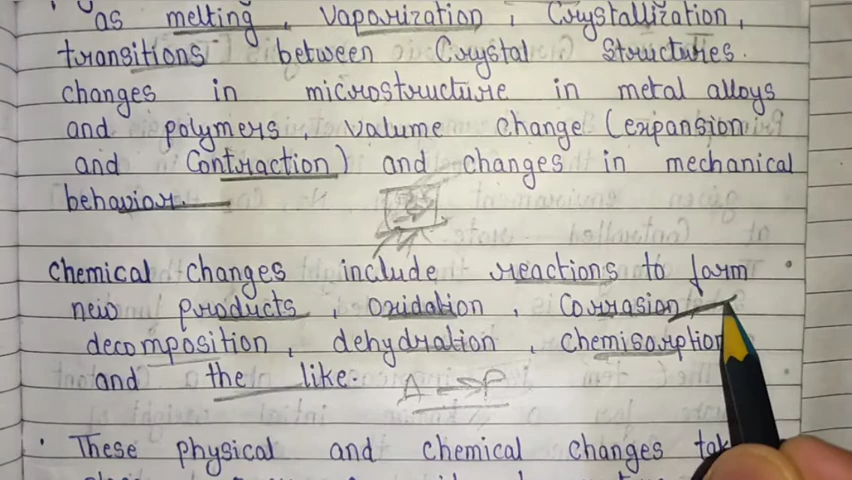 as melting, vaporization, Crystallization,
transitions between Crystal Structures.
changes in microstructure in metal alloys
and polymers, valume change (expansion
and Contraction) and changes in mechanical
behavior.
Chemical changes include reactions to form
new products, oxidation, Corrasion
decomposition, dehydration, chemisorption
and the like.
A → P
• These physical and chemical changes